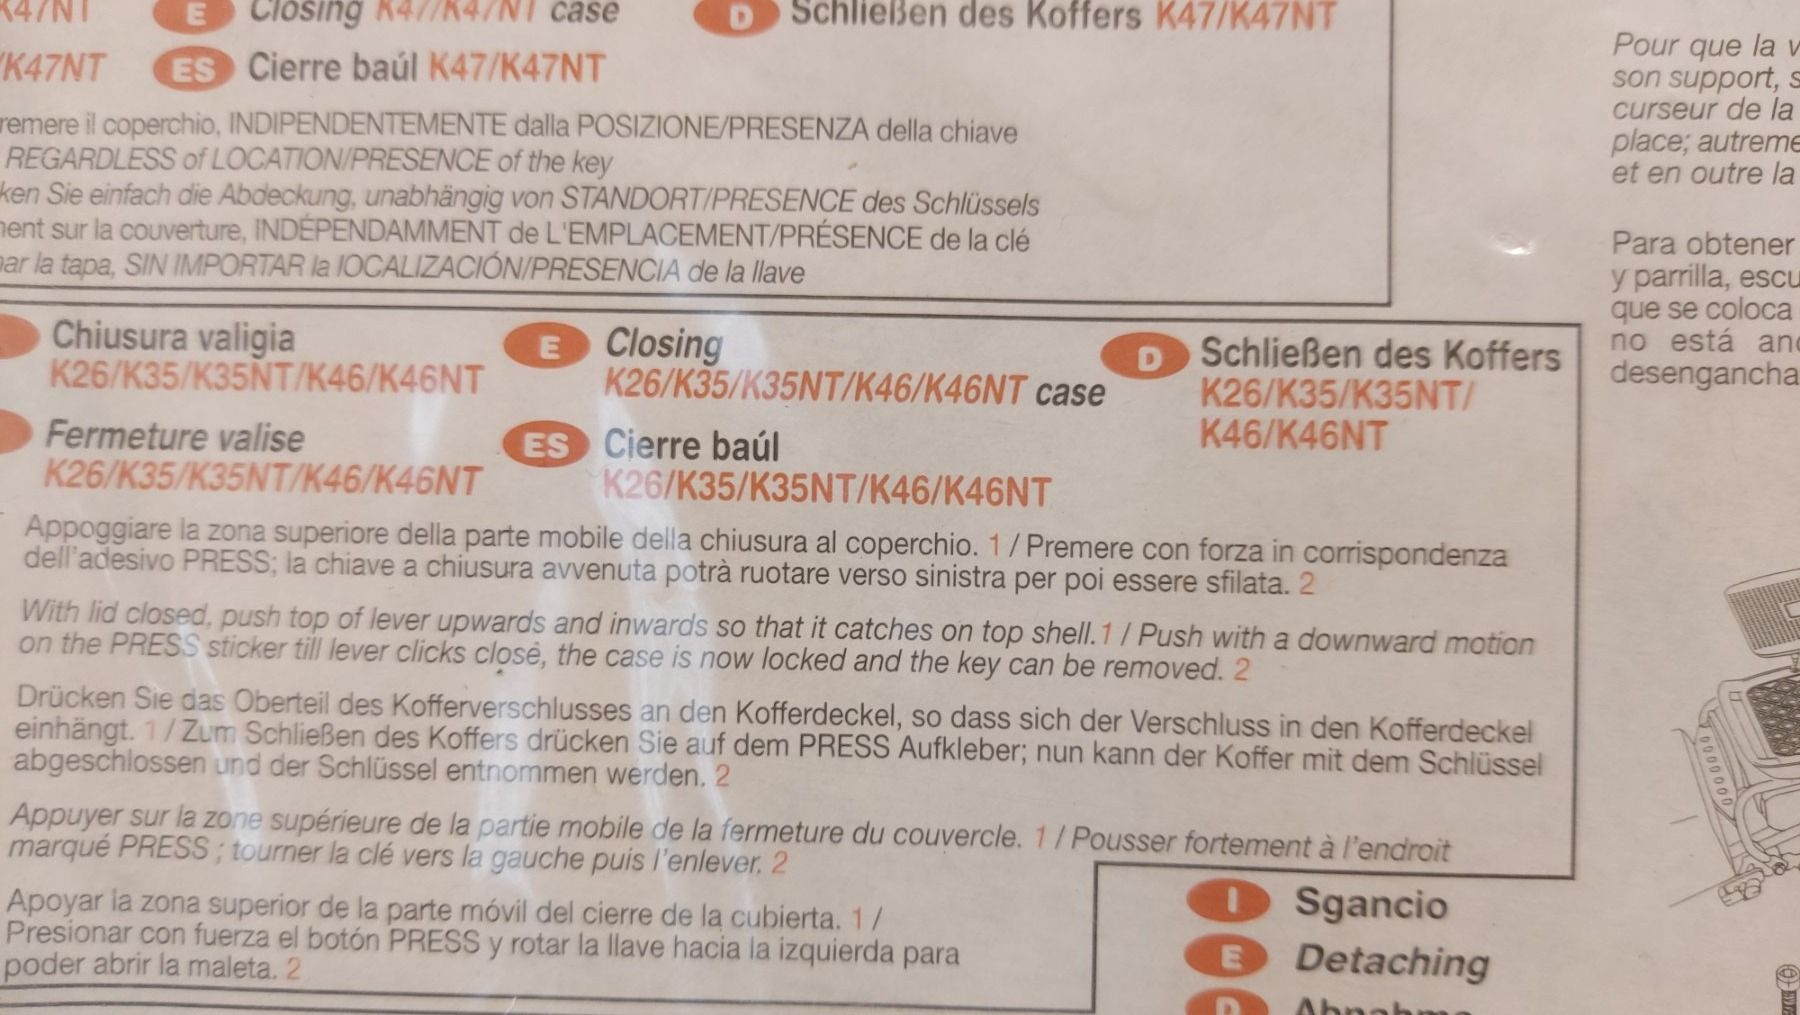 K47/NT
E Closing K47/K47NT case
D Schließen des Koffers K47/K47NT
/K47NT
ES Cierre baúl K47/K47NT
remere il coperchio, INDIPENDENTEMENTE dalla POSIZIONE/PRESENZA della chiave
REGARDLESS of LOCATION/PRESENCE of the key
ken Sie einfach die Abdeckung, unabhängig von STANDORT/PRESENCE des Schlüssels
ment sur la couverture, INDÉPENDAMMENT de L'EMPLACEMENT/PRÉSENCE de la clé
nar la tapa, SIN IMPORTAR la lOCALIZACIÓN/PRESENCIA de la llave
Chiusura valigia
K26/K35/K35NT/K46/K46NT
E Closing
K26/K35/K35NT/K46/K46NT case
D Schließen des Koffers
K26/K35/K35NT/
K46/K46NT
Fermeture valise
K26/K35/K35NT/K46/K46NT
ES Cierre baúl
K26/K35/K35NT/K46/K46NT
Appoggiare la zona superiore della parte mobile della chiusura al coperchio. 1 / Premere con forza in corrispondenza
dell'adesivo PRESS; la chiave a chiusura avvenuta potrà ruotare verso sinistra per poi essere sfilata. 2
With lid closed, push top of lever upwards and inwards so that it catches on top shell. 1 / Push with a downward motion
on the PRESS sticker till lever clicks close, the case is now locked and the key can be removed. 2
Drücken Sie das Oberteil des Kofferverschlusses an den Kofferdeckel, so dass sich der Verschluss in den Kofferdeckel
einhängt. 1 / Zum Schließen des Koffers drücken Sie auf dem PRESS Aufkleber; nun kann der Koffer mit dem Schlüssel
abgeschlossen und der Schlüssel entnommen werden. 2
Appuyer sur la zone supérieure de la partie mobile de la fermeture du couvercle. 1 / Pousser fortement à l'endroit
marqué PRESS ; tourner la clé vers la gauche puis l'enlever. 2
Apoyar la zona superior de la parte móvil del cierre de la cubierta. 1 /
Presionar con fuerza el botón PRESS y rotar la llave hacia la izquierda para
poder abrir la maleta. 2
I Sgancio
E Detaching
D Abnahme
Pour que la v
son support, s
curseur de la
place; autreme
et en outre la
Para obtener
y parrilla, escu
que se coloca
no está anc
desengancha